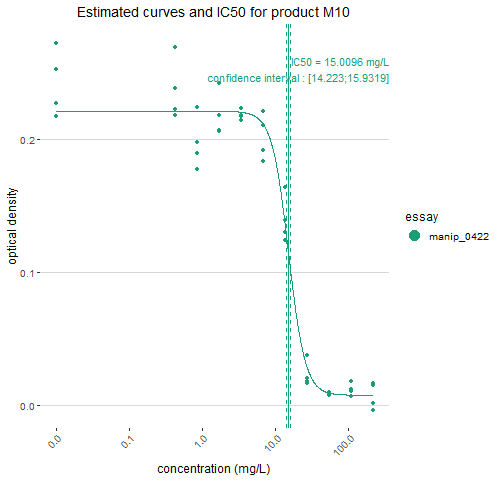 Estimated curves and IC50 for product M10
IC50 = 15.0096 mg/L
confidence interval : [14.223;15.9319]
optical density
0.2
0.1
0.0
0.0
0.1
1.0
10.0
100.0
concentration (mg/L)
essay
manip_0422